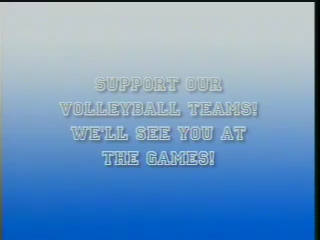 SUPPORT OUR
VOLLEYBALL TEAMS!
WE'LL SEE YOU AT
THE GAMES!